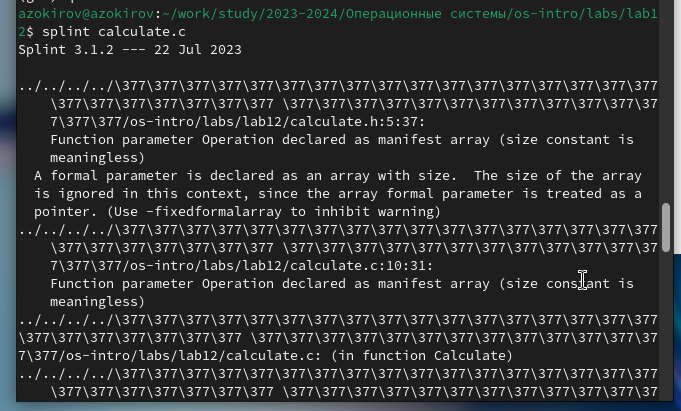 azokirov@azokirov:~/work/study/2023-2024/Операционные системы/os-intro/labs/lab1
2$ splint calculate.c
Splint 3.1.2 --- 22 Jul 2023
../../../../\377\377\377\377\377\377\377\377\377\377\377\377\377\377\377\377\377
\377\377\377\377\377 \377\377\377\377\377\377\377\377\377\377\377\377\37
7\377\377/os-intro/labs/lab12/calculate.h:5:37:
Function parameter Operation declared as manifest array (size constant is
meaningless)
A formal parameter is declared as an array with size.  The size of the array
is ignored in this context, since the array formal parameter is treated as a
pointer. (Use -fixedformalarray to inhibit warning)
../../../../\377\377\377\377\377\377\377\377\377\377\377\377\377\377\377\377\377
\377\377\377\377\377 \377\377\377\377\377\377\377\377\377\377\377\377\37
7\377\377/os-intro/labs/lab12/calculate.c:10:31:
Function parameter Operation declared as manifest array (size constant is
meaningless)
../../../../\377\377\377\377\377\377\377\377\377\377\377\377\377\377\377\377\377
\377\377\377\377\377\377 \377\377\377\377\377\377\377\377\377\377\377\377\377\37
7\377/os-intro/labs/lab12/calculate.c: (in function Calculate)
../../../../\377\377\377\377\377\377\377\377\377\377\377\377\377\377\377\377\377
\377\377\377\377\377 \377\377\377\377\377\377\377\377\377\377\377\377\37